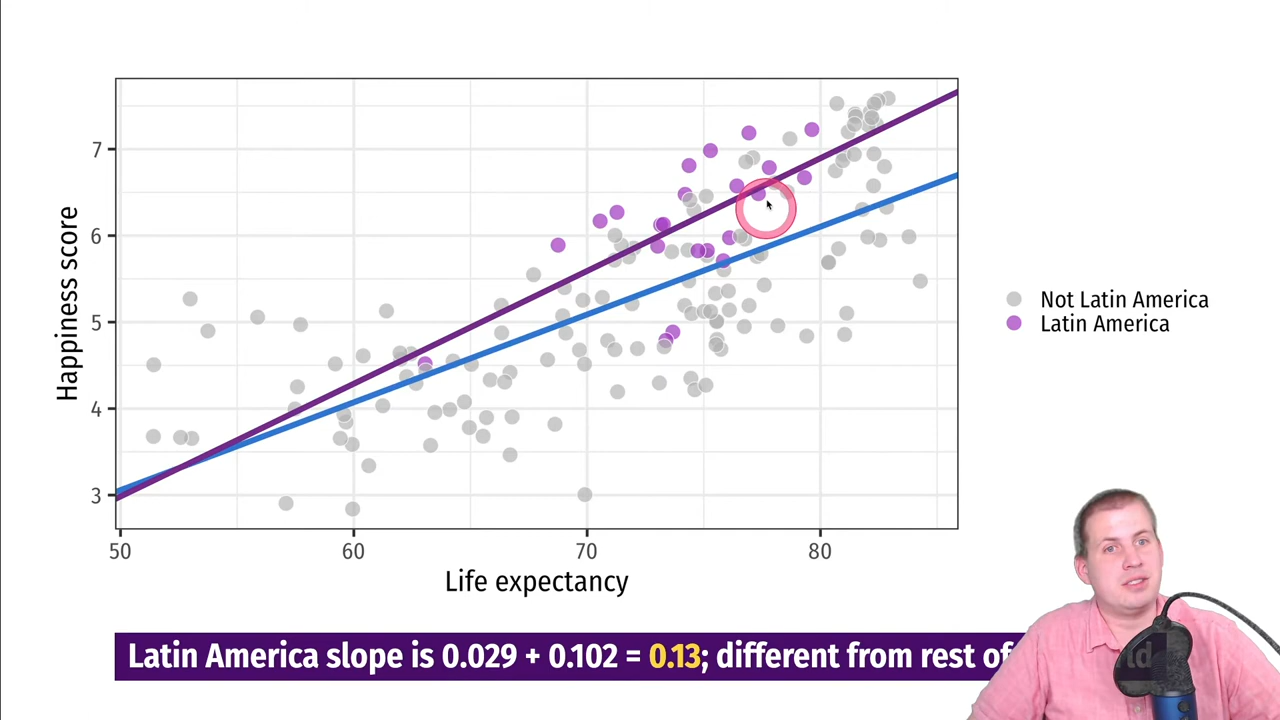 7
6
5
4
3
Happiness score
50 60 70 80
Life expectancy
Not Latin America
Latin America
Latin America slope is 0.029 + 0.102 = 0.13; different from rest of